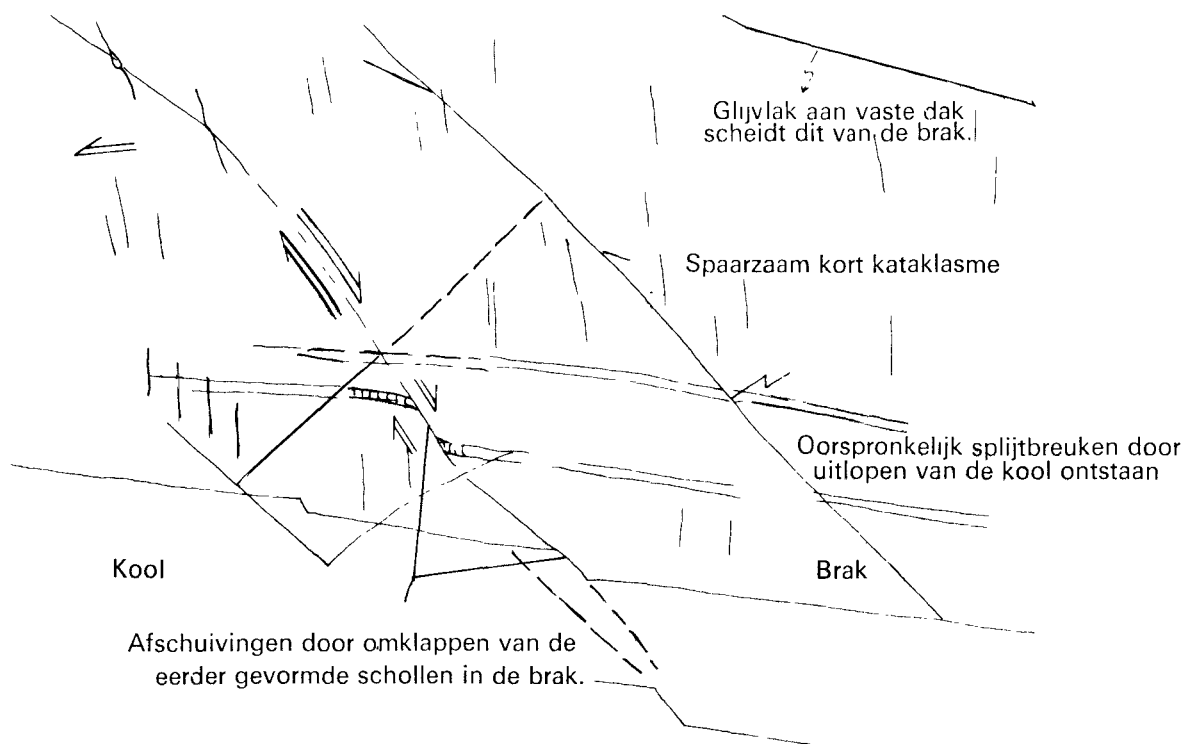 Glijvlak aan vaste dak
scheidt dit van de brak.
Spaarzaam kort kataklasme
Oorspronkelijk splijtbreuken door
uitlopen van de kool ontstaan
Kool
Brak
Afschuivingen door omklappen van de
eerder gevormde schollen in de brak.